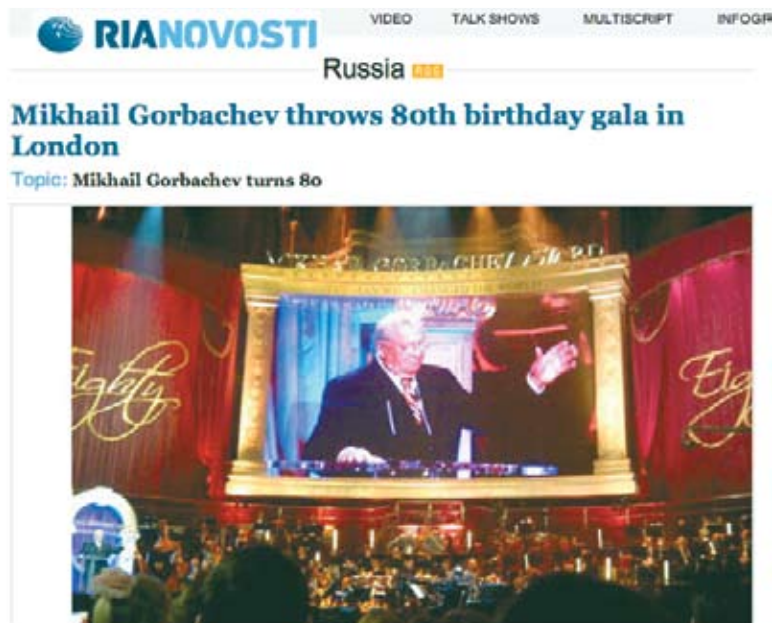 RIANOVOSTI
VIDEO TALK SHOWS MULTISCRIPT
Russia RSS
Mikhail Gorbachev throws 80th birthday gala in
London
Topic: Mikhail Gorbachev turns 80
Eighty